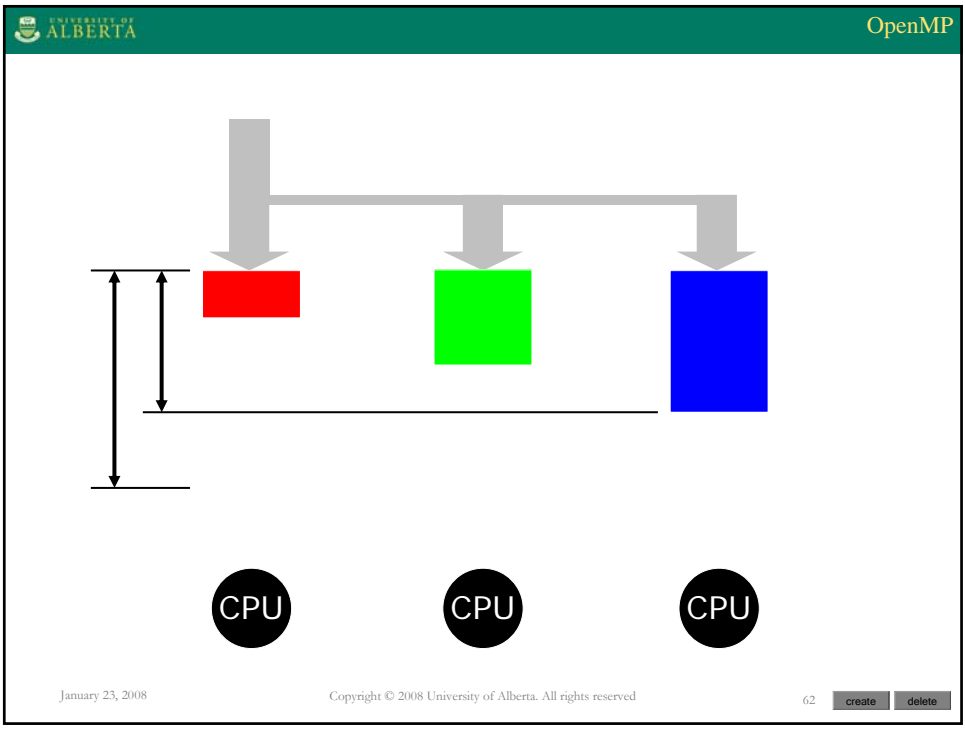 UNIVERSITY OF
ALBERTA
OpenMP
CPU CPU CPU
January 23, 2008 Copyright © 2008 University of Alberta. All rights reserved 62 create delete